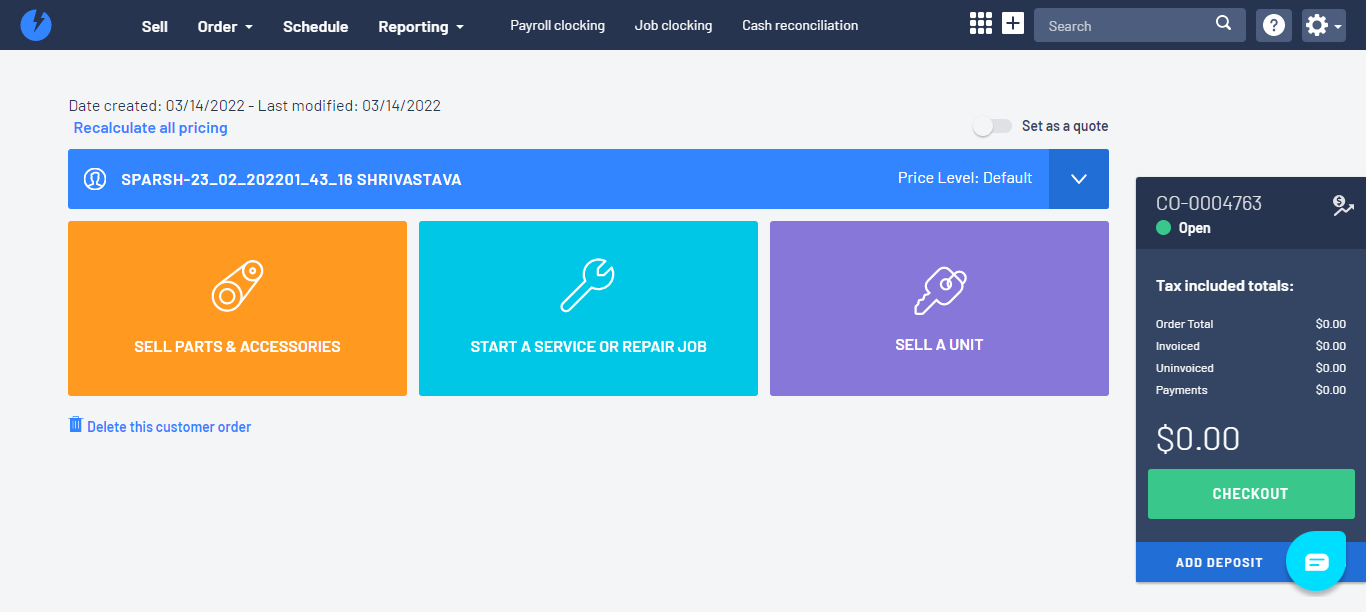 Sell Order Schedule Reporting Payroll clocking Job clocking Cash reconciliation Search
Date created: 03/14/2022 - Last modified: 03/14/2022
Recalculate all pricing
Set as a quote
SPARSH-23_02_202201_43_16 SHRIVASTAVA
Price Level: Default
SELL PARTS & ACCESSORIES
START A SERVICE OR REPAIR JOB
SELL A UNIT
Delete this customer order
CO-0004763
Open
Tax included totals:
Order Total $0.00
Invoiced $0.00
Uninvoiced $0.00
Payments $0.00
$0.00
CHECKOUT
ADD DEPOSIT